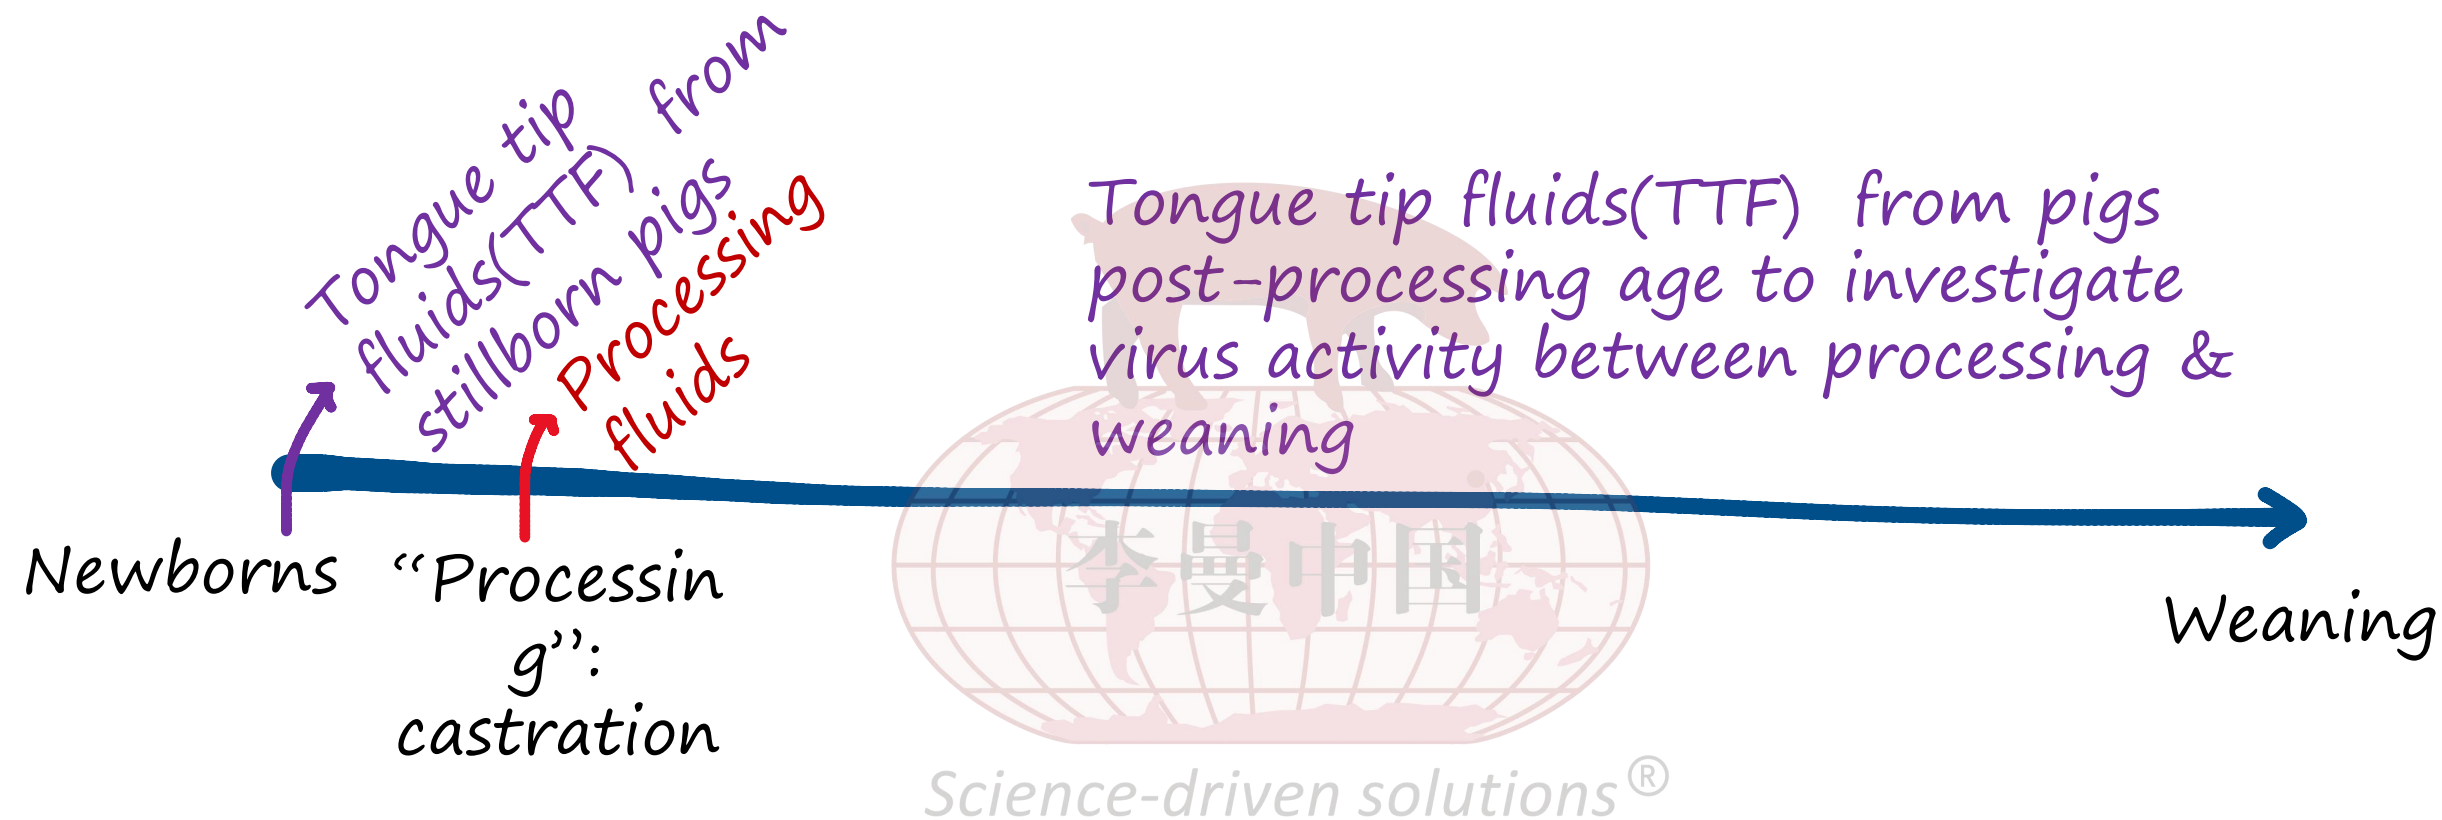 Tongue tip
fluids(TTF) from
stillborn pigs
Processing
fluids
Tongue tip fluids(TTF) from pigs
post-processing age to investigate
virus activity between processing &
weaning
Newborns
“Processin
g”:
castration
Weaning
李曼中国
Science-driven solutions®